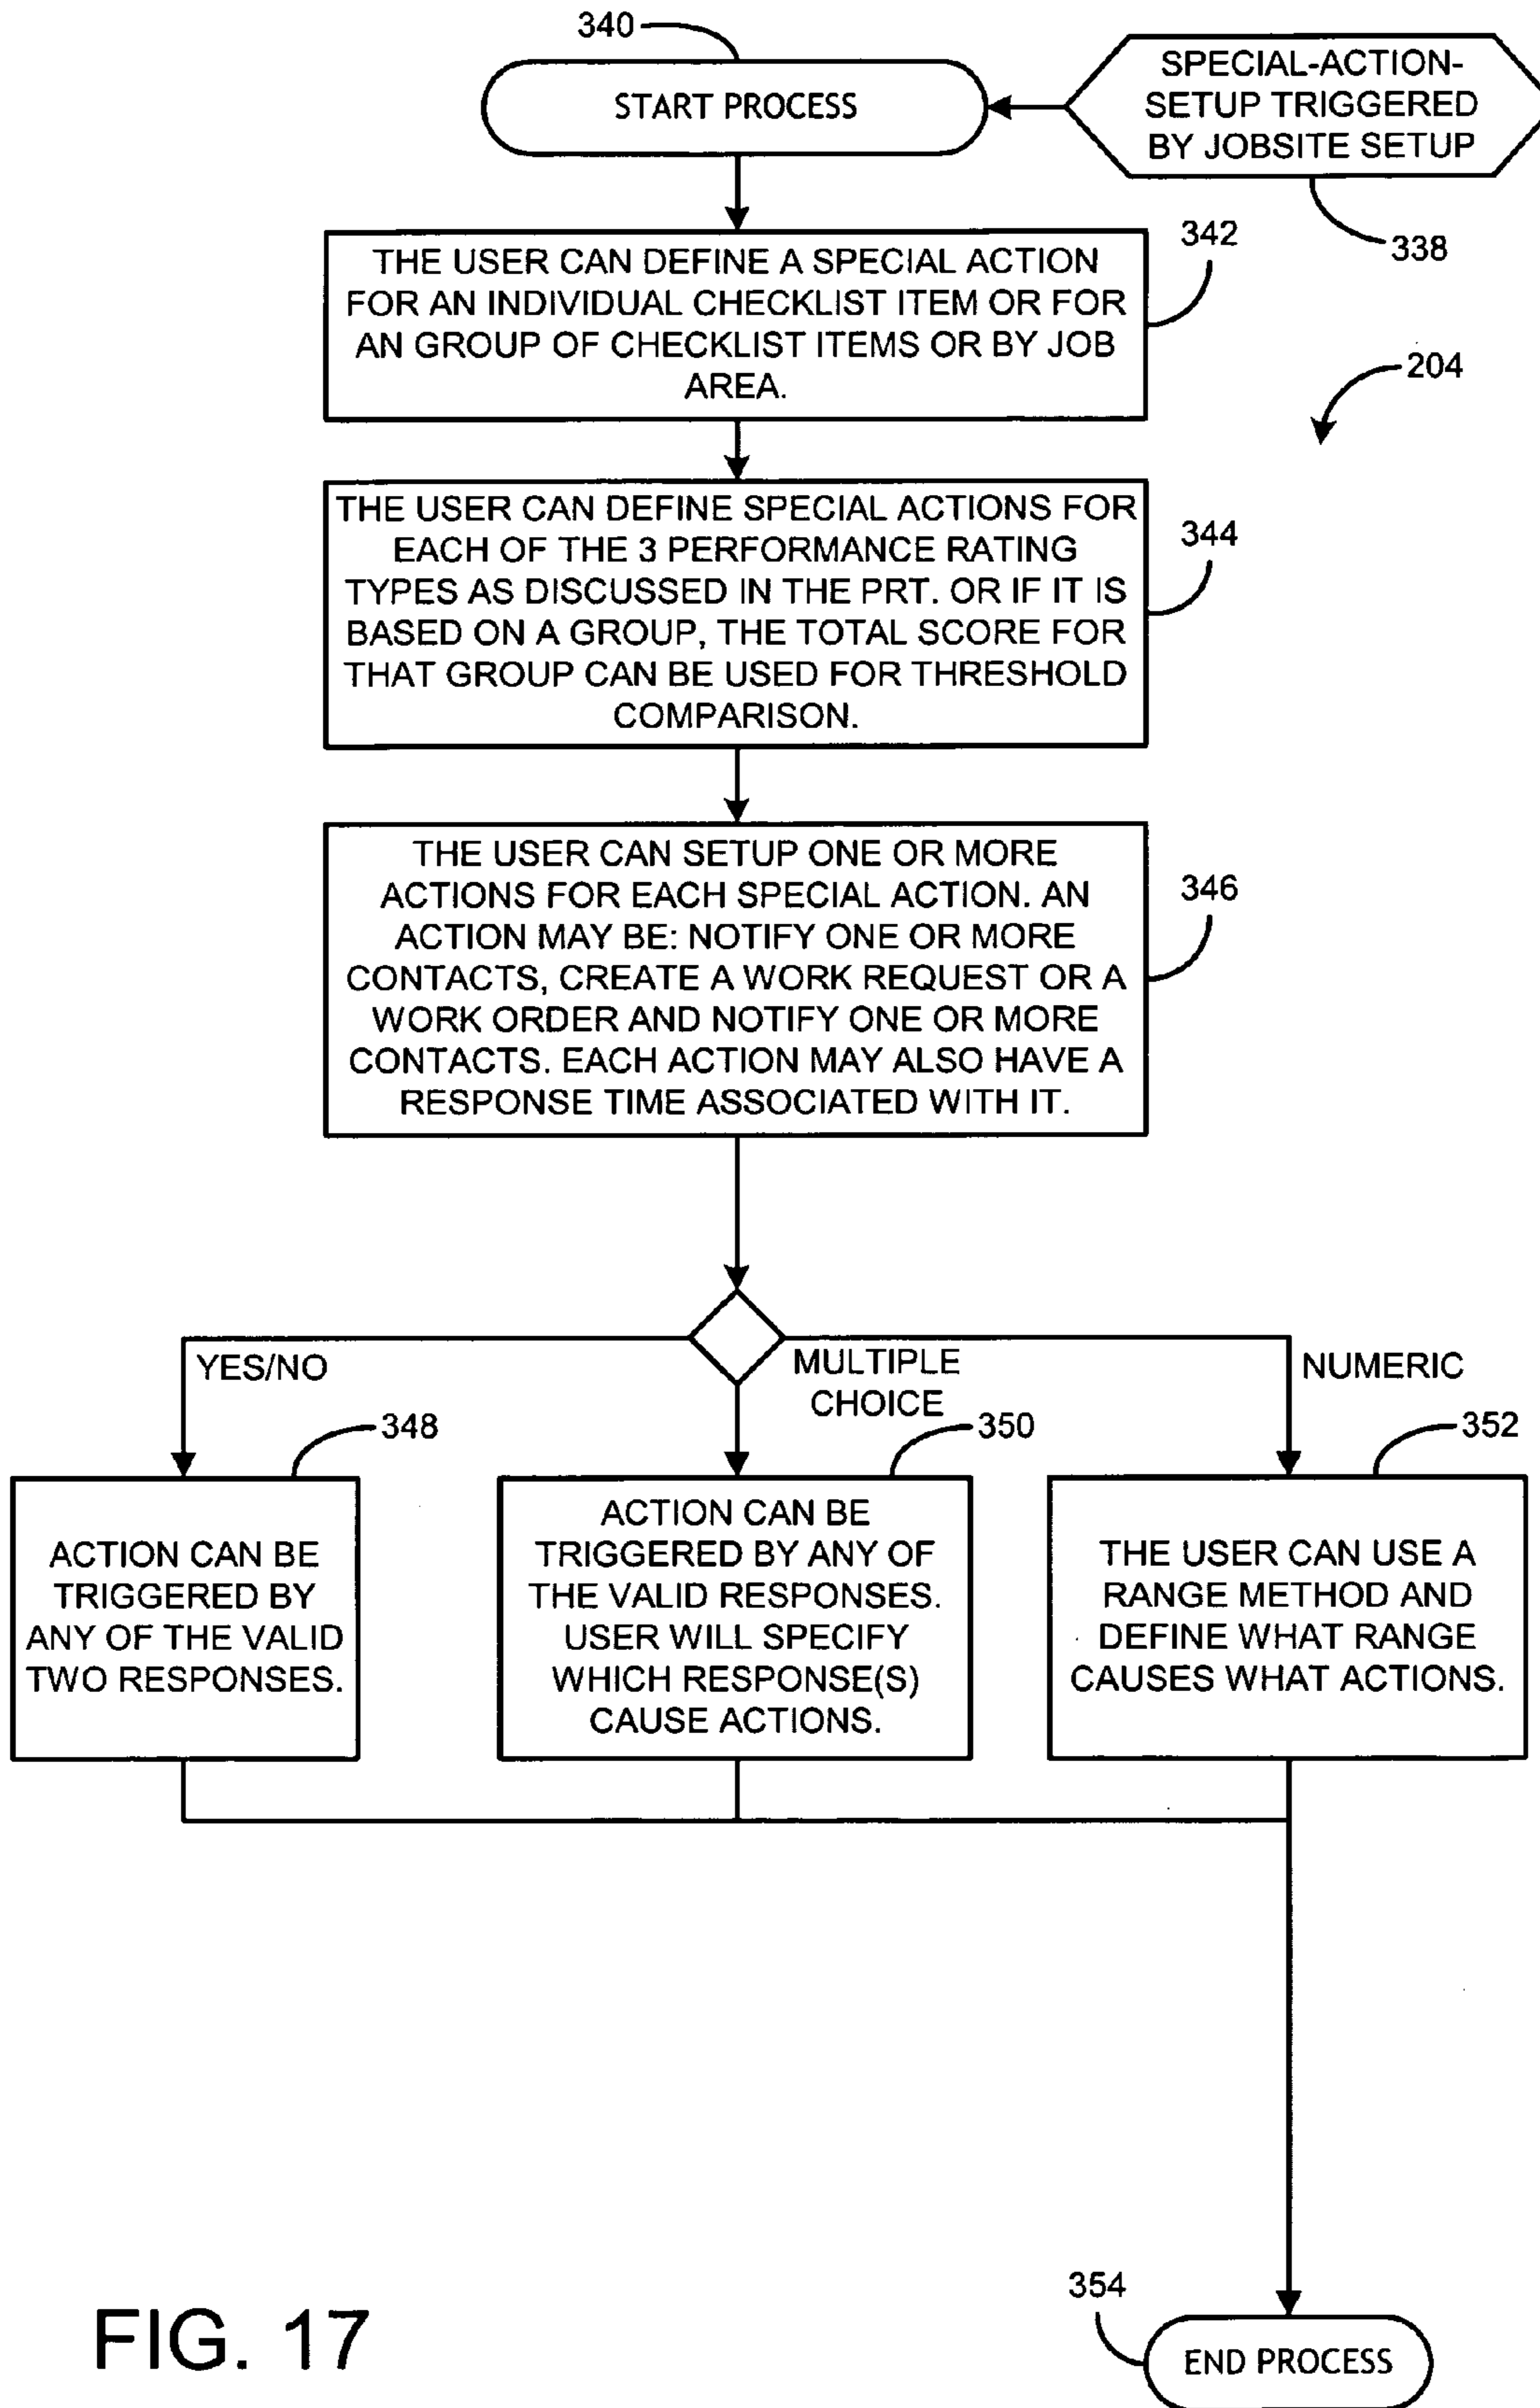 340
START PROCESS
SPECIAL-ACTION-
SETUP TRIGGERED
BY JOBSITE SETUP
338
342
THE USER CAN DEFINE A SPECIAL ACTION
FOR AN INDIVIDUAL CHECKLIST ITEM OR FOR
AN GROUP OF CHECKLIST ITEMS OR BY JOB
AREA.
204
THE USER CAN DEFINE SPECIAL ACTIONS FOR
EACH OF THE 3 PERFORMANCE RATING
TYPES AS DISCUSSED IN THE PRT. OR IF IT IS
BASED ON A GROUP, THE TOTAL SCORE FOR
THAT GROUP CAN BE USED FOR THRESHOLD
COMPARISON.
344
THE USER CAN SETUP ONE OR MORE
ACTIONS FOR EACH SPECIAL ACTION. AN
ACTION MAY BE: NOTIFY ONE OR MORE
CONTACTS, CREATE A WORK REQUEST OR A
WORK ORDER AND NOTIFY ONE OR MORE
CONTACTS. EACH ACTION MAY ALSO HAVE A
RESPONSE TIME ASSOCIATED WITH IT.
346
YES/NO
MULTIPLE
CHOICE
NUMERIC
348
350
352
ACTION CAN BE
TRIGGERED BY
ANY OF THE VALID
TWO RESPONSES.
ACTION CAN BE
TRIGGERED BY ANY OF
THE VALID RESPONSES.
USER WILL SPECIFY
WHICH RESPONSE(S)
CAUSE ACTIONS.
THE USER CAN USE A
RANGE METHOD AND
DEFINE WHAT RANGE
CAUSES WHAT ACTIONS.
354
END PROCESS
FIG. 17